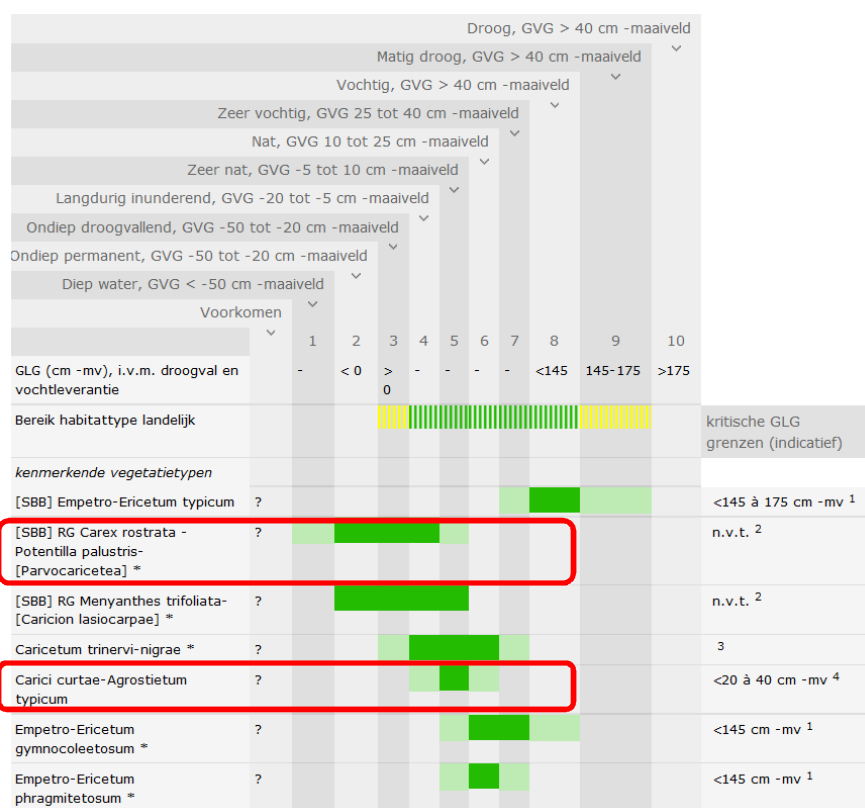 Droog, GVG > 40 cm -maaiveld
Matig droog, GVG > 40 cm -maaiveld
Vochtig, GVG > 40 cm -maaiveld
Zeer vochtig, GVG 25 tot 40 cm -maaiveld
Nat, GVG 10 tot 25 cm -maaiveld
Zeer nat, GVG -5 tot 10 cm -maaiveld
Langdurig inunderend, GVG -20 tot -5 cm -maaiveld
Ondiep droogvallend, GVG -50 tot -20 cm -maaiveld
Ondiep permanent, GVG -50 tot -20 cm -maaiveld
Diep water, GVG < -50 cm -maaiveld
Voorkomen
1 2 3 4 5 6 7 8 9 10
GLG (cm -mv), i.v.m. droogval en - < 0 > - - - - <145 145-175 >175
vochtleverantie 0
Bereik habitattype landelijk kritische GLG
grenzen (indicatief)
kenmerkende vegetatietypen
[SBB] Empetro-Ericetum typicum ? <145 à 175 cm -mv 1
[SBB] RG Carex rostrata - ? n.v.t. 2
Potentilla palustris-
[Parvocaricetea] *
[SBB] RG Menyanthes trifoliata- ? n.v.t. 2
[Caricion lasiocarpae] *
Caricetum trinervi-nigrae * ? 3
Carici curtae-Agrostietum ? <20 à 40 cm -mv 4
typicum
Empetro-Ericetum ? <145 cm -mv 1
gymnocoleetosum *
Empetro-Ericetum ? <145 cm -mv 1
phragmitetosum *